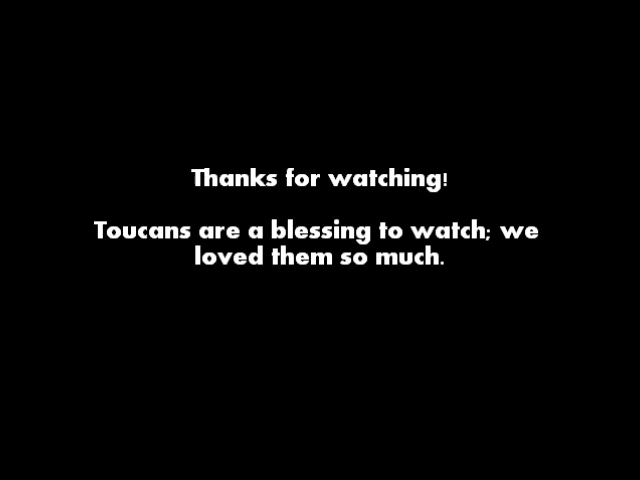 Thanks for watching!
Toucans are a blessing to watch; we
loved them so much.